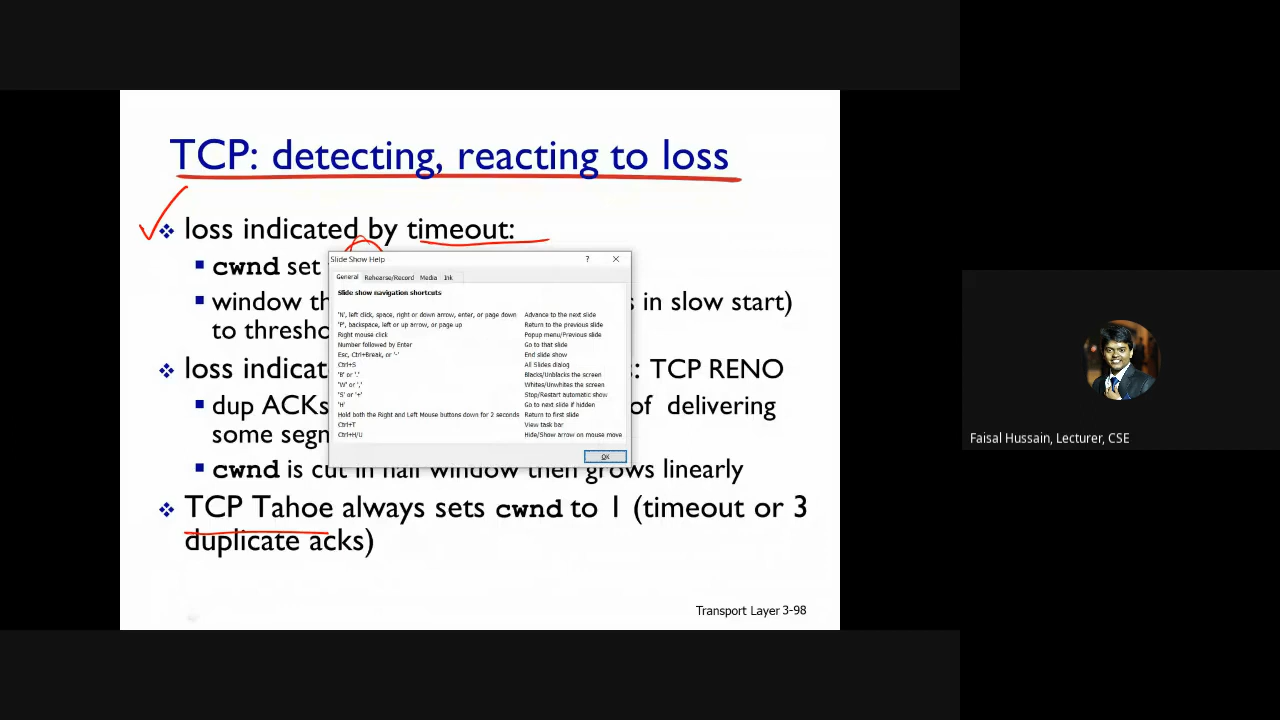 TCP: detecting, reacting to loss
loss indicated by timeout:
cwnd set
window th s in slow start)
to thresho
loss indicat s: TCP RENO
dup ACKs of delivering
some segn
cwnd is cut in half window then grows linearly
TCP Tahoe always sets cwnd to 1 (timeout or 3
duplicate acks)
Transport Layer 3-98
Slide Show Help
? ×
General Rehearse/Record Media Ink
Slide show navigation shortcuts
'N', left click, space, right or down arrow, enter, or page down Advance to the next slide
'P', backspace, left or up arrow, or page up Return to the previous slide
Right mouse click Popup menu/Previous slide
Number followed by Enter Go to that slide
Esc, Ctrl+Break, or '-' End slide show
Ctrl+S All Slides dialog
'B' or '.' Blacks/Unblacks the screen
'W' or ',' Whites/Unwhites the screen
'S' or '+' Stop/Restart automatic show
'H' Go to next slide if hidden
Hold both the Right and Left Mouse buttons down for 2 seconds Return to first slide
Ctrl+T View task bar
Ctrl+H/U Hide/Show arrow on mouse move
OK
Faisal Hussain, Lecturer, CSE